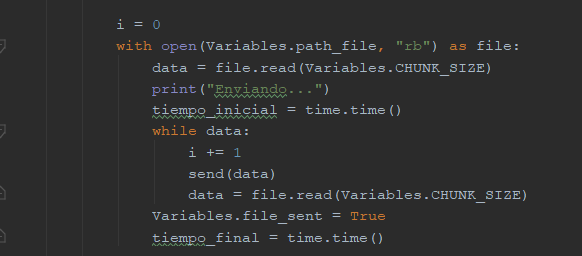 i = 0
with open(Variables.path_file, "rb") as file:
data = file.read(Variables.CHUNK_SIZE)
print("Enviando...")
tiempo_inicial = time.time()
while data:
i += 1
send(data)
data = file.read(Variables.CHUNK_SIZE)
Variables.file_sent = True
tiempo_final = time.time()